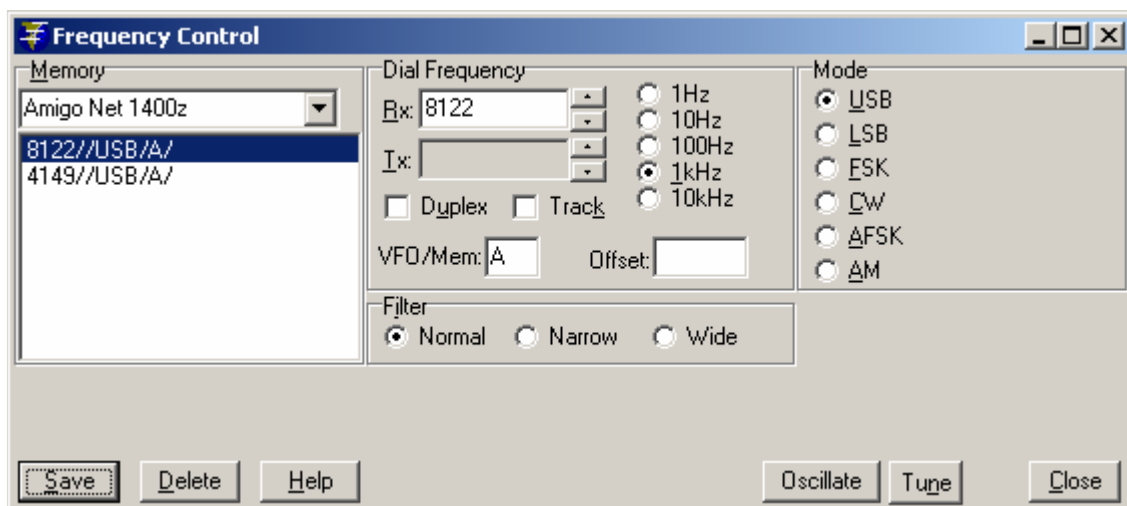 Frequency Control
Memory
Amigo Net 1400z
8122//USB/A/
4149//USB/A/
Dial Frequency
Rx: 8122
Tx:
1Hz
10Hz
100Hz
1kHz
10kHz
Duplex Track
VFO/Mem: A Offset:
Filter
Normal Narrow Wide
Mode
USB
LSB
FSK
CW
AFSK
AM
Save Delete Help Oscillate Tune Close